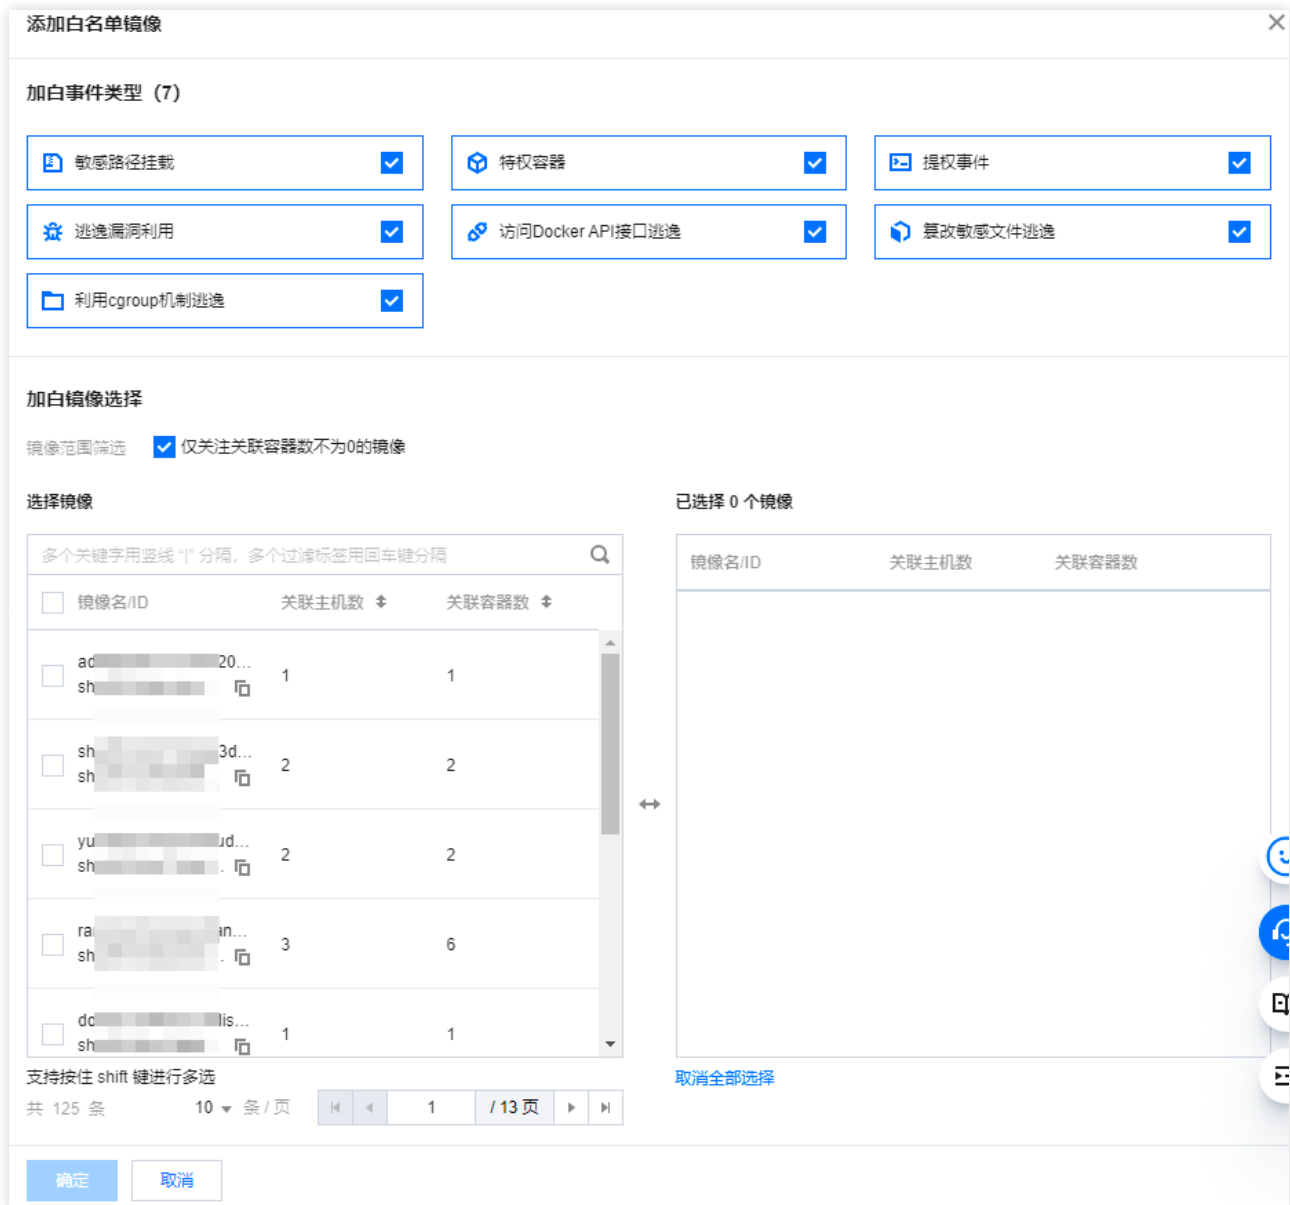 添加白名单镜像
加白事件类型（7）
敏感路径挂载
特权容器
提权事件
逃逸漏洞利用
访问Docker API接口逃逸
篡改敏感文件逃逸
利用cgroup机制逃逸
加白镜像选择
镜像范围筛选 仅关注关联容器数不为0的镜像
选择镜像
已选择 0 个镜像
多个关键字用竖线 “|” 分隔，多个过滤标签用回车键分隔
镜像名/ID 关联主机数 关联容器数
镜像名/ID 关联主机数 关联容器数
1 1
2 2
2 2
3 6
1 1
支持按住 shift 键进行多选
取消全部选择
共 125 条 10 条 / 页 1 / 13 页
确定 取消